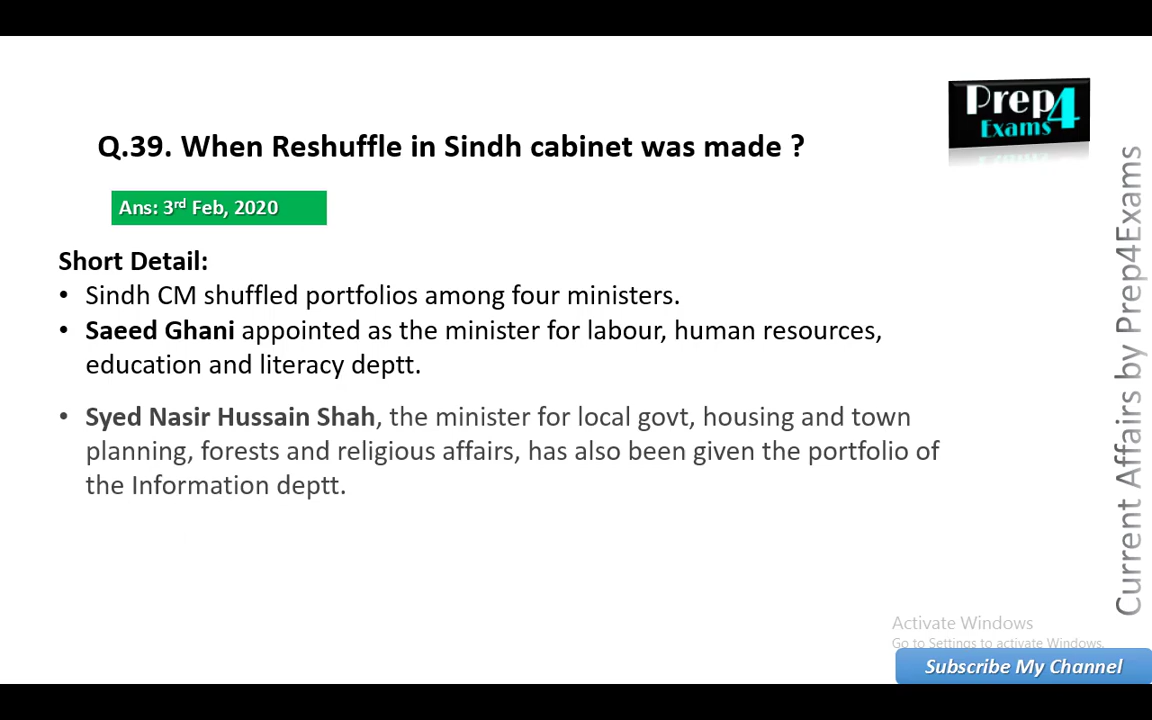 Prep4
Exams
Q.39. When Reshuffle in Sindh cabinet was made ?
Ans: 3rd Feb, 2020
Short Detail:
• Sindh CM shuffled portfolios among four ministers.
• Saeed Ghani appointed as the minister for labour, human resources,
education and literacy deptt.
• Syed Nasir Hussain Shah, the minister for local govt, housing and town
planning, forests and religious affairs, has also been given the portfolio of
the Information deptt.
Current Affairs by Prep4Exams
Activate Windows
Go to Settings to activate Windows.
Subscribe My Channel